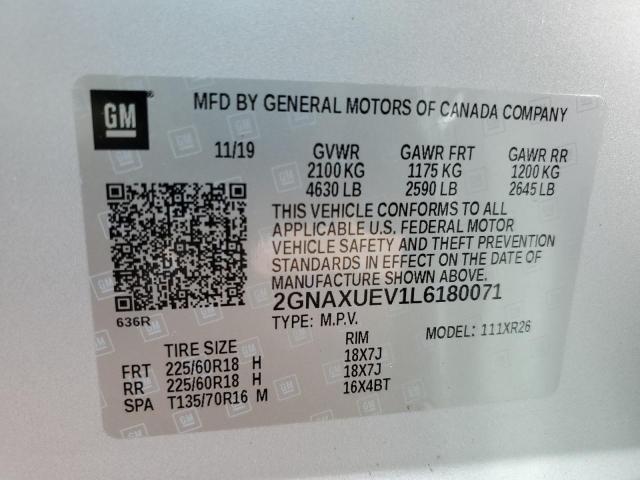 GM
MFD BY GENERAL MOTORS OF CANADA COMPANY
11/19 GVWR GAWR FRT GAWR RR
2100 KG 1175 KG 1200 KG
4630 LB 2590 LB 2645 LB
THIS VEHICLE CONFORMS TO ALL
APPLICABLE U.S. FEDERAL MOTOR
VEHICLE SAFETY AND THEFT PREVENTION
STANDARDS IN EFFECT ON THE DATE OF
MANUFACTURE SHOWN ABOVE.
2GNAXUEV1L6180071
636R
TYPE: M.P.V. MODEL: 111XR26
TIRE SIZE RIM
FRT 225/60R18 H 18X7J
RR 225/60R18 H 18X7J
SPA T135/70R16 M 16X4BT